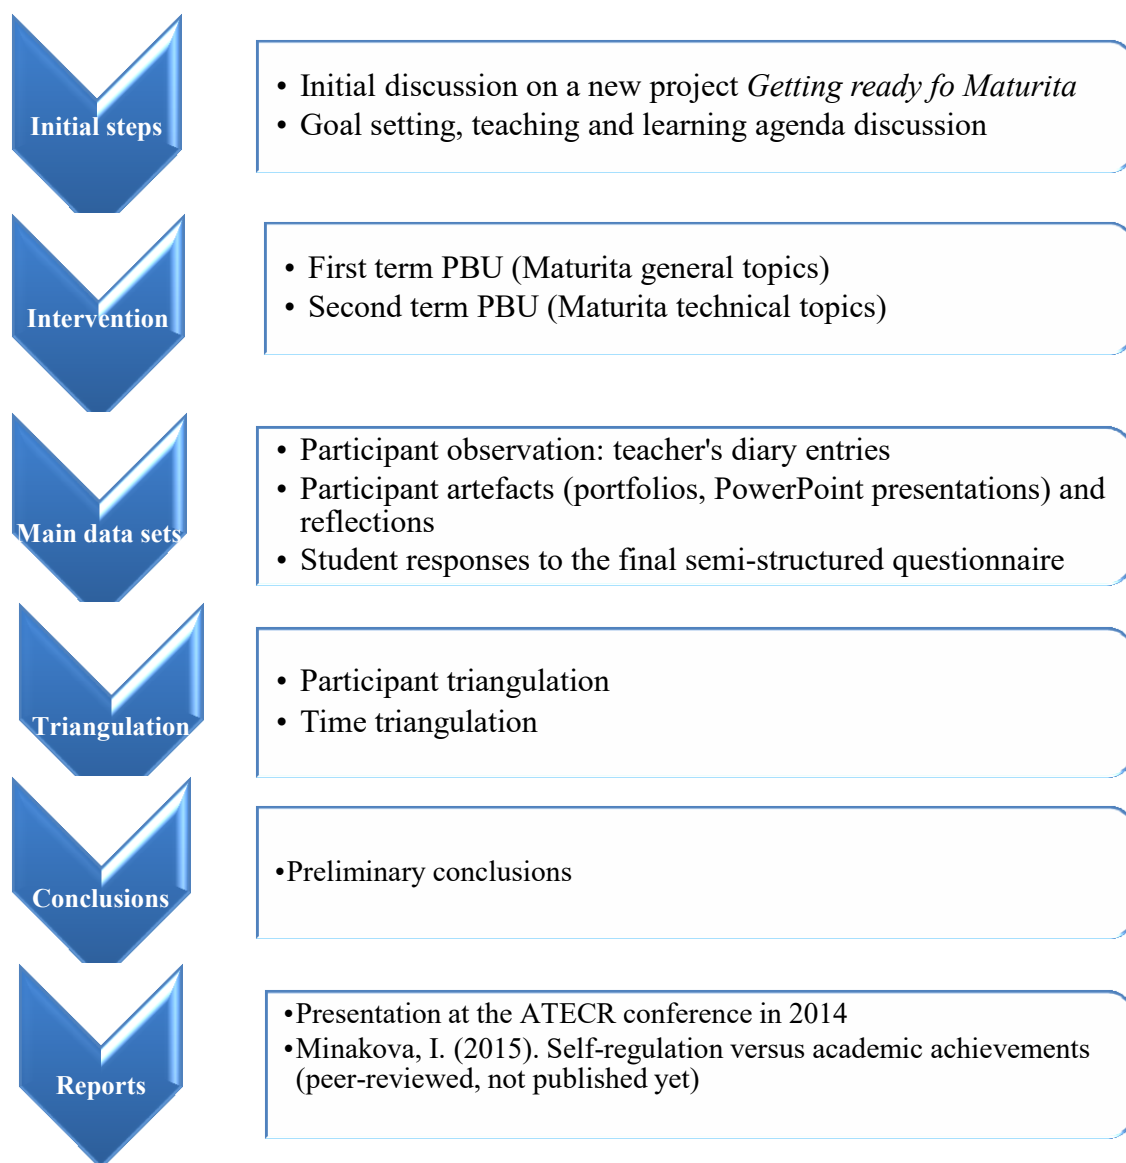 Initial steps
• Initial discussion on a new project Getting ready fo Maturita
• Goal setting, teaching and learning agenda discussion
Intervention
• First term PBU (Maturita general topics)
• Second term PBU (Maturita technical topics)
Main data sets
• Participant observation: teacher's diary entries
• Participant artefacts (portfolios, PowerPoint presentations) and
reflections
• Student responses to the final semi-structured questionnaire
Triangulation
• Participant triangulation
• Time triangulation
Conclusions
•Preliminary conclusions
Reports
•Presentation at the ATECR conference in 2014
•Minakova, I. (2015). Self-regulation versus academic achievements
(peer-reviewed, not published yet)